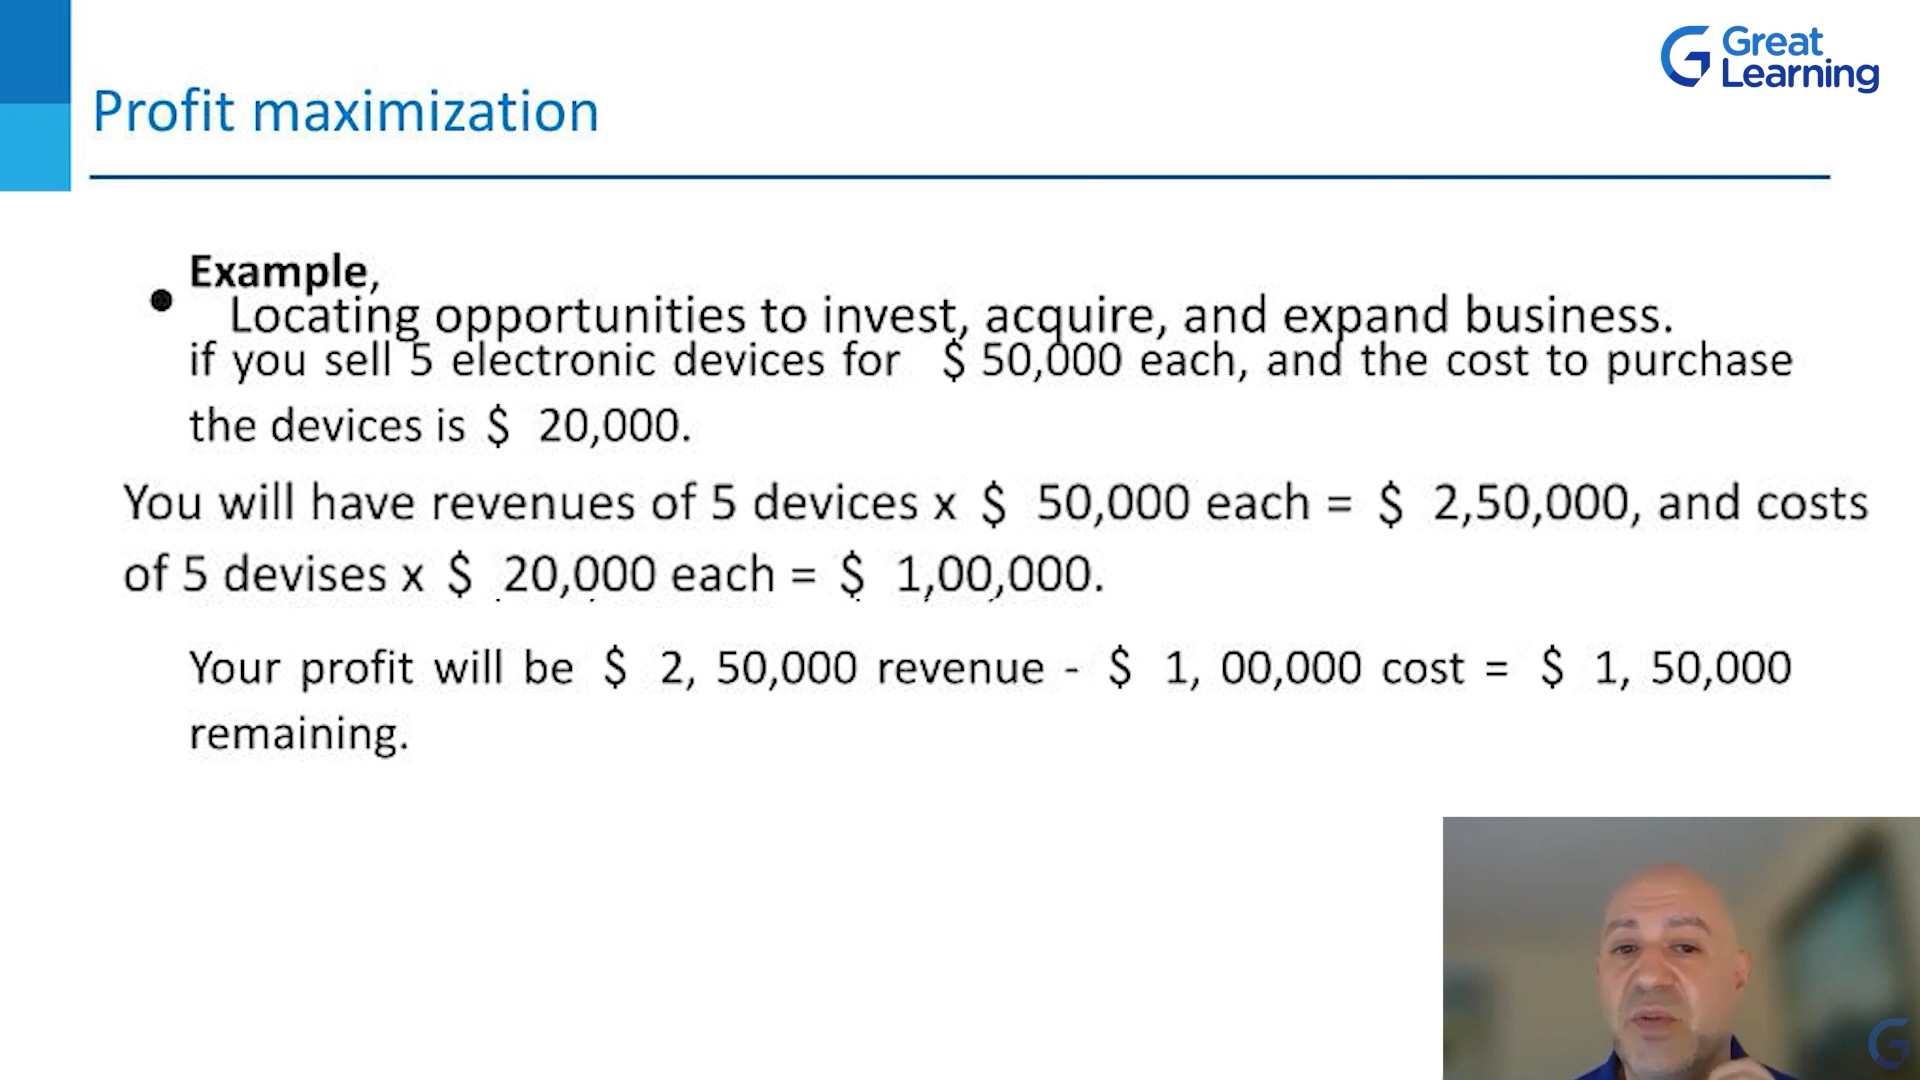 Great
Learning
Profit maximization
Example,
• Locating opportunities to invest, acquire, and expand business.
if you sell 5 electronic devices for $ 50,000 each, and the cost to purchase
the devices is $ 20,000.
You will have revenues of 5 devices x $ 50,000 each = $ 2,50,000, and costs
of 5 devises x $ 20,000 each = $ 1,00,000.
Your profit will be $ 2, 50,000 revenue - $ 1, 00,000 cost = $ 1, 50,000
remaining.